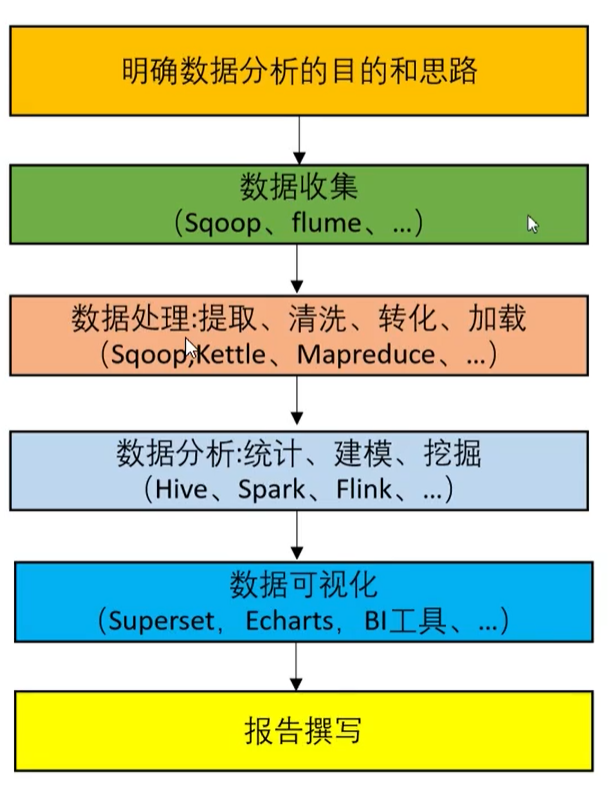 明确数据分析的目的和思路
数据收集
（Sqoop、flume、...）
数据处理:提取、清洗、转化、加载
（Sqoop,Kettle、Mapreduce、...）
数据分析:统计、建模、挖掘
（Hive、Spark、Flink、...）
数据可视化
（Superset，Echarts，BI工具、...）
报告撰写